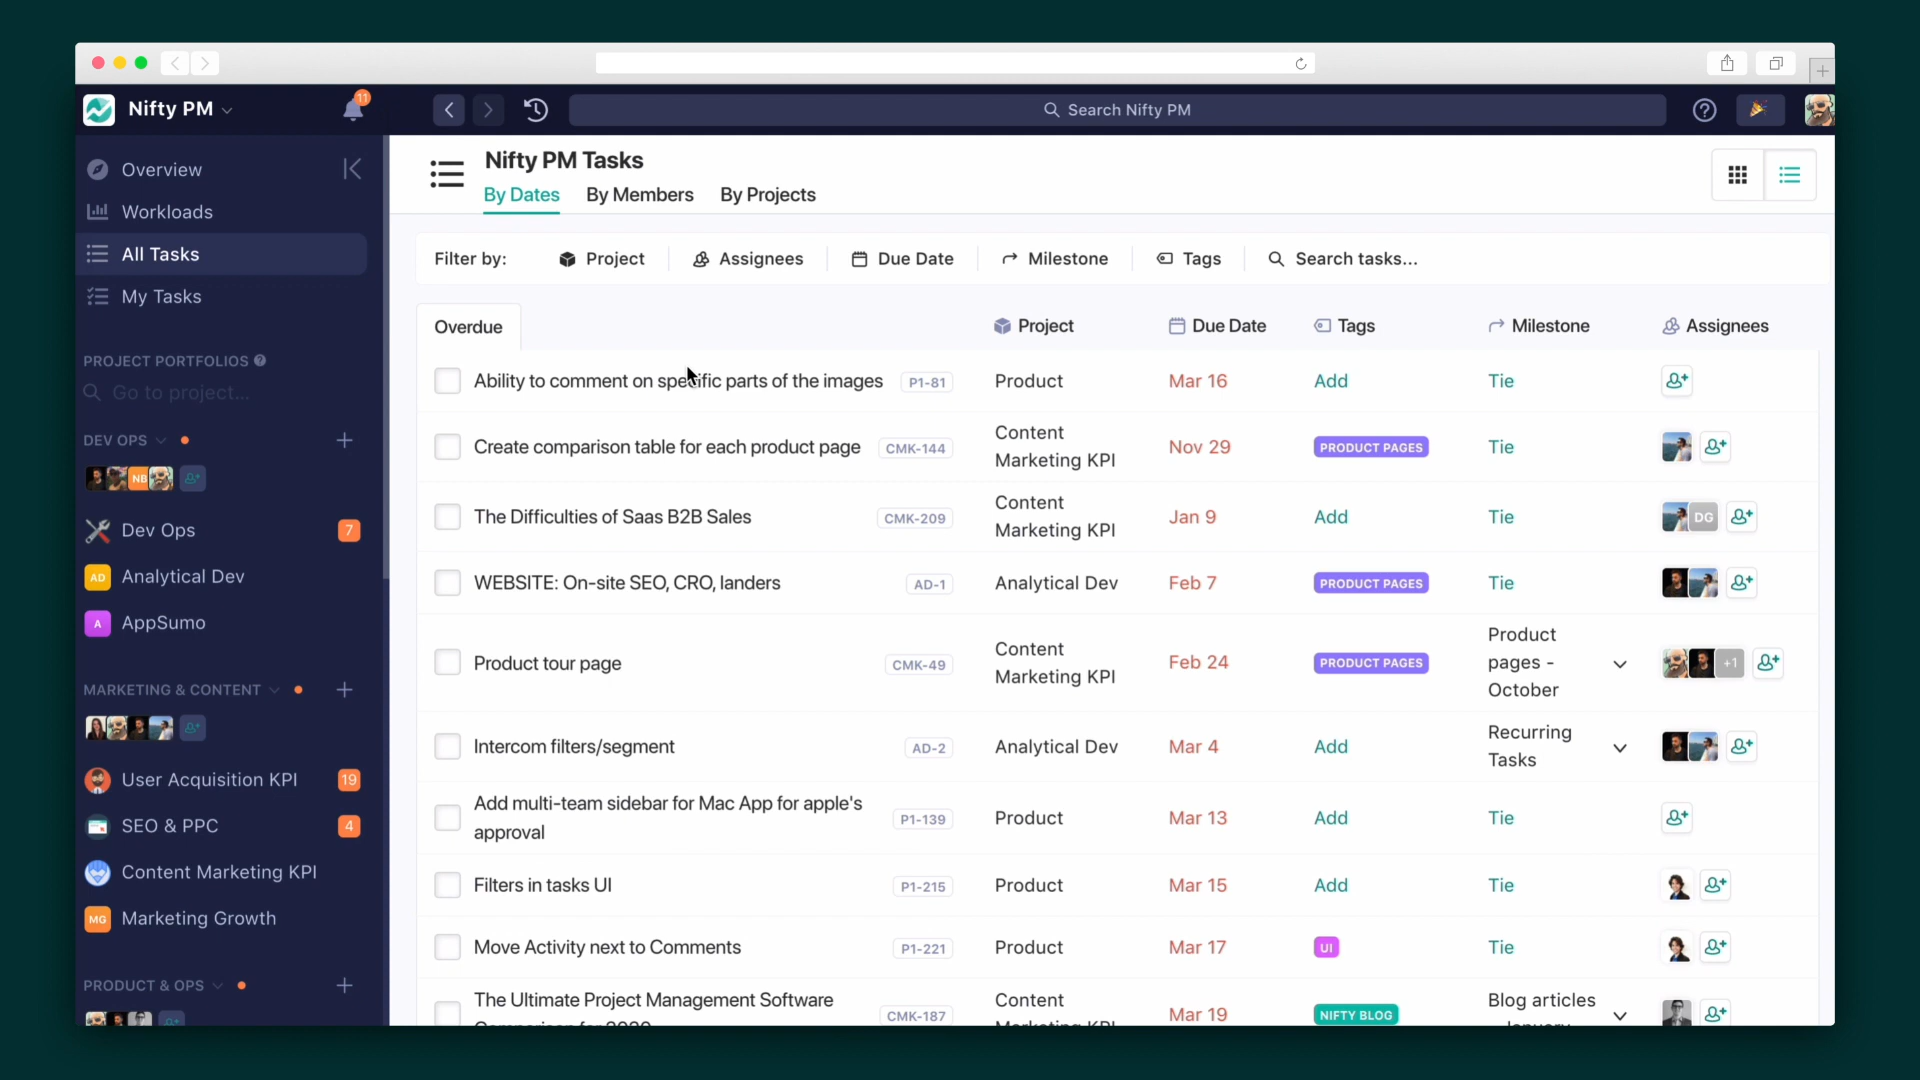 Nifty PM
11
Search Nifty PM
Overview
Workloads
All Tasks
My Tasks
PROJECT PORTFOLIOS
Go to project...
DEV OPS
NB
Dev Ops
7
AD
Analytical Dev
A
AppSumo
MARKETING & CONTENT
User Acquisition KPI
19
SEO & PPC
4
Content Marketing KPI
MG
Marketing Growth
PRODUCT & OPS
Nifty PM Tasks
By Dates By Members By Projects
Filter by: Project Assignees Due Date Milestone Tags Search tasks...
Overdue Project Due Date Tags Milestone Assignees
Ability to comment on specific parts of the images P1-81 Product Mar 16 Add Tie
Create comparison table for each product page CMK-144 Content
Marketing KPI Nov 29 PRODUCT PAGES Tie
The Difficulties of Saas B2B Sales CMK-209 Content
Marketing KPI Jan 9 Add Tie DG
WEBSITE: On-site SEO, CRO, landers AD-1 Analytical Dev Feb 7 PRODUCT PAGES Tie
Product tour page CMK-49 Content
Marketing KPI Feb 24 PRODUCT PAGES Product
pages -
October +1
Intercom filters/segment AD-2 Analytical Dev Mar 4 Add Recurring
Tasks
Add multi-team sidebar for Mac App for apple's
approval P1-139 Product Mar 13 Add Tie
Filters in tasks UI P1-215 Product Mar 15 Add Tie
Move Activity next to Comments P1-221 Product Mar 17 UI Tie
The Ultimate Project Management Software
Comparison for 2020 CMK-187 Content
Marketing KPI Mar 19 NIFTY BLOG Blog articles
- January